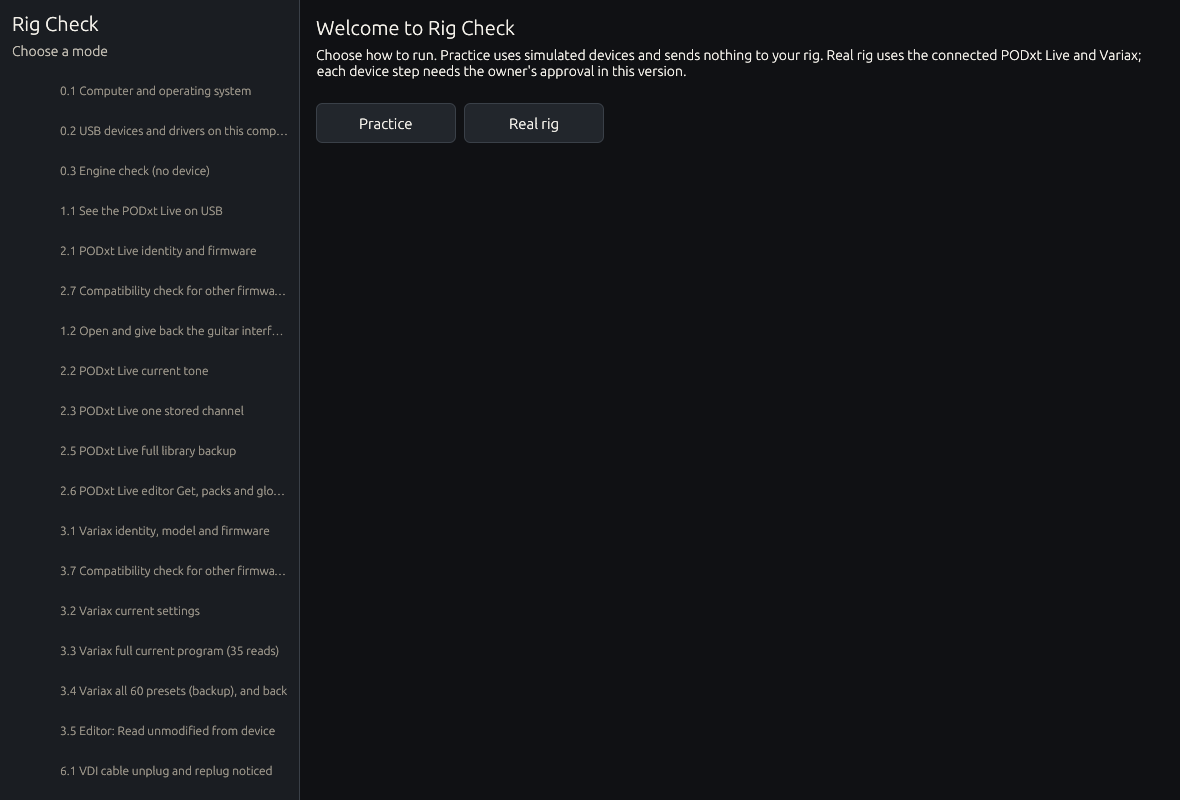 Rig Check
Choose a mode
0.1 Computer and operating system
0.2 USB devices and drivers on this comp…
0.3 Engine check (no device)
1.1 See the PODxt Live on USB
2.1 PODxt Live identity and firmware
2.7 Compatibility check for other firmwa…
1.2 Open and give back the guitar interf…
2.2 PODxt Live current tone
2.3 PODxt Live one stored channel
2.5 PODxt Live full library backup
2.6 PODxt Live editor Get, packs and glo…
3.1 Variax identity, model and firmware
3.7 Compatibility check for other firmwa…
3.2 Variax current settings
3.3 Variax full current program (35 reads)
3.4 Variax all 60 presets (backup), and back
3.5 Editor: Read unmodified from device
6.1 VDI cable unplug and replug noticed
Welcome to Rig Check
Choose how to run. Practice uses simulated devices and sends nothing to your rig. Real rig uses the connected PODxt Live and Variax;
each device step needs the owner's approval in this version.
Practice
Real rig